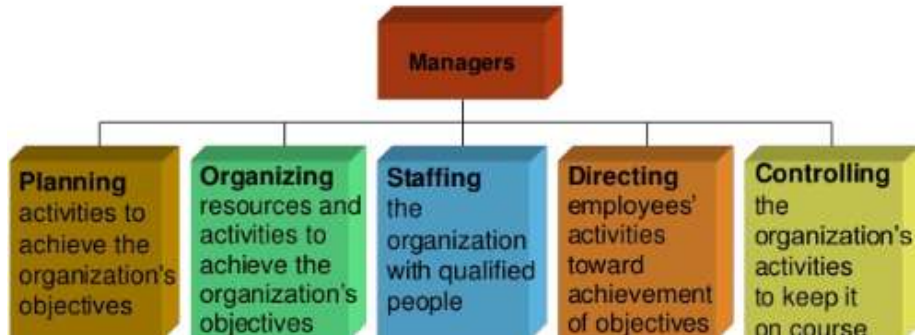 Managers
Planning
activities to
achieve the
organization's
objectives
Organizing
resources and
activities to
achieve the
organization's
objectives
Staffing
the
organization
with qualified
people
Directing
employees'
activities
toward
achievement
of objectives
Controlling
the
organization's
activities
to keep it
on course